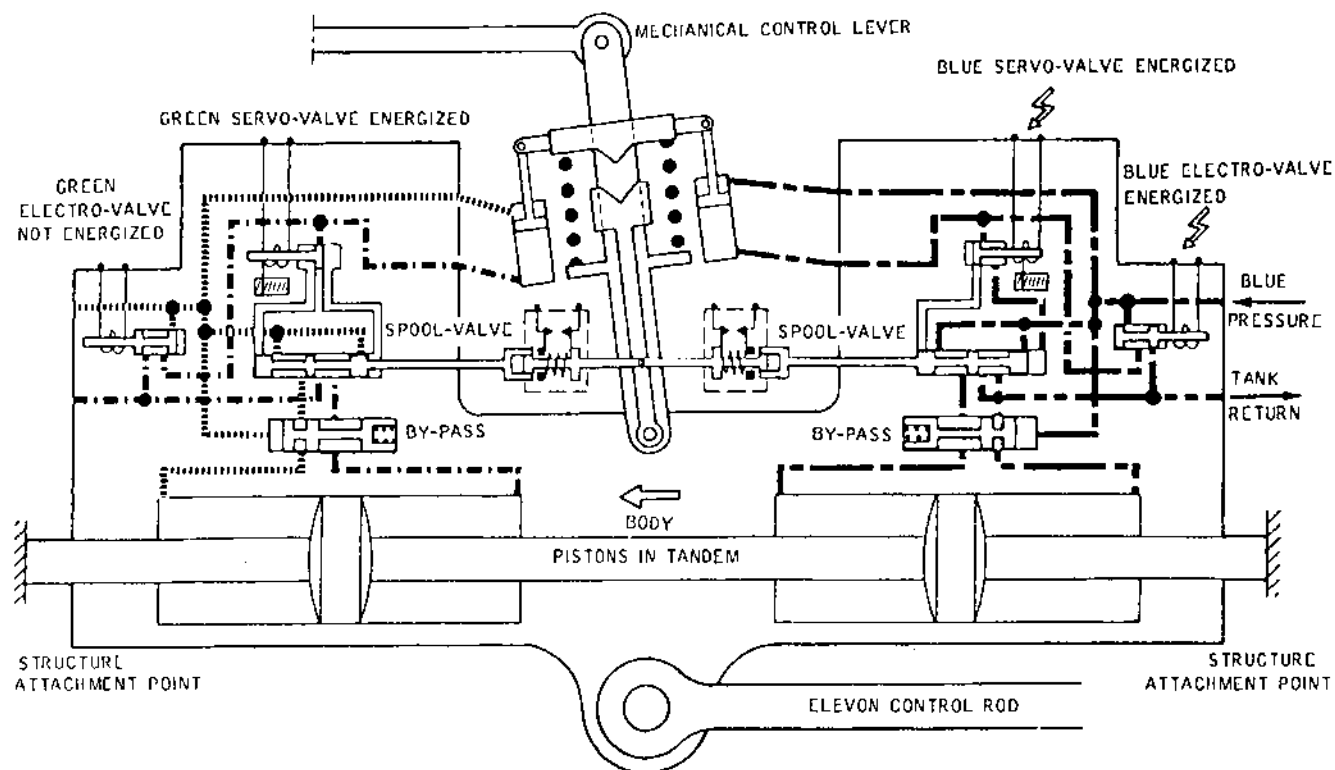 MECHANICAL CONTROL LEVER
BLUE SERVO-VALVE ENERGIZED
GREEN SERVO-VALVE ENERGIZED
GREEN
ELECTRO-VALVE
NOT ENERGIZED
BLUE ELECTRO-VALVE
ENERGIZED
BLUE
PRESSURE
SPOOL-VALVE
SPOOL-VALVE
TANK
RETURN
BY-PASS
BY-PASS
BODY
PISTONS IN TANDEM
STRUCTURE
ATTACHMENT POINT
STRUCTURE
ATTACHMENT POINT
ELEVON CONTROL ROD